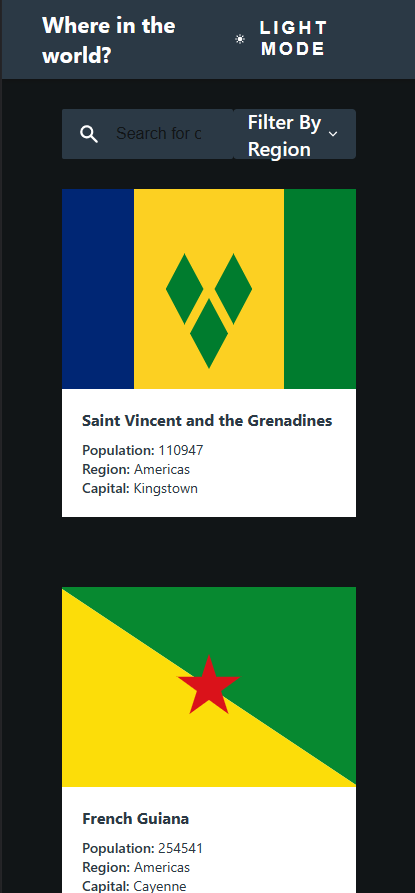 Where in the
world?
LIGHT
MODE
Search for c
Filter By
Region
Saint Vincent and the Grenadines
Population: 110947
Region: Americas
Capital: Kingstown
French Guiana
Population: 254541
Region: Americas
Capital: Cayenne